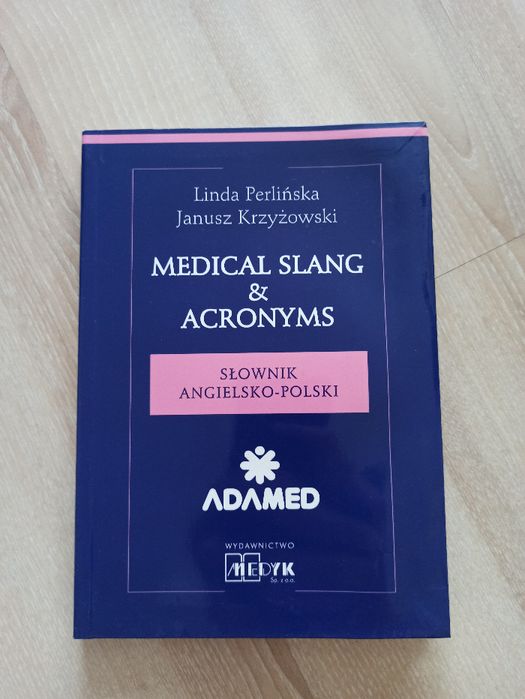 Linda Perlińska
Janusz Krzyżowski
MEDICAL SLANG
&
ACRONYMS
SŁOWNIK
ANGIELSKO-POLSKI
ADAMED
WYDAWNICTWO
MEDYK
Sp. z o.o.